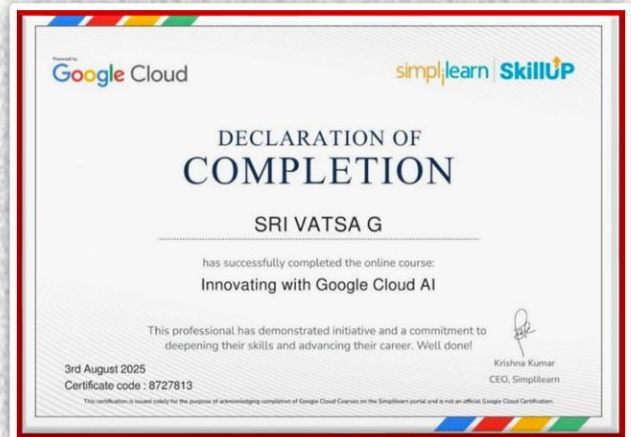 Powered by
Google Cloud
simplilearn | SkillUP
DECLARATION OF
COMPLETION
SRI VATSA G
has successfully completed the online course:
Innovating with Google Cloud AI
This professional has demonstrated initiative and a commitment to
deepening their skills and advancing their career. Well done!
Krishna Kumar
CEO, Simplilearn
3rd August 2025
Certificate code : 8727813
This certification is issued solely for the purpose of acknowledging completion of Google Cloud Courses on the Simplilearn portal and is not an official Google Cloud Certification.